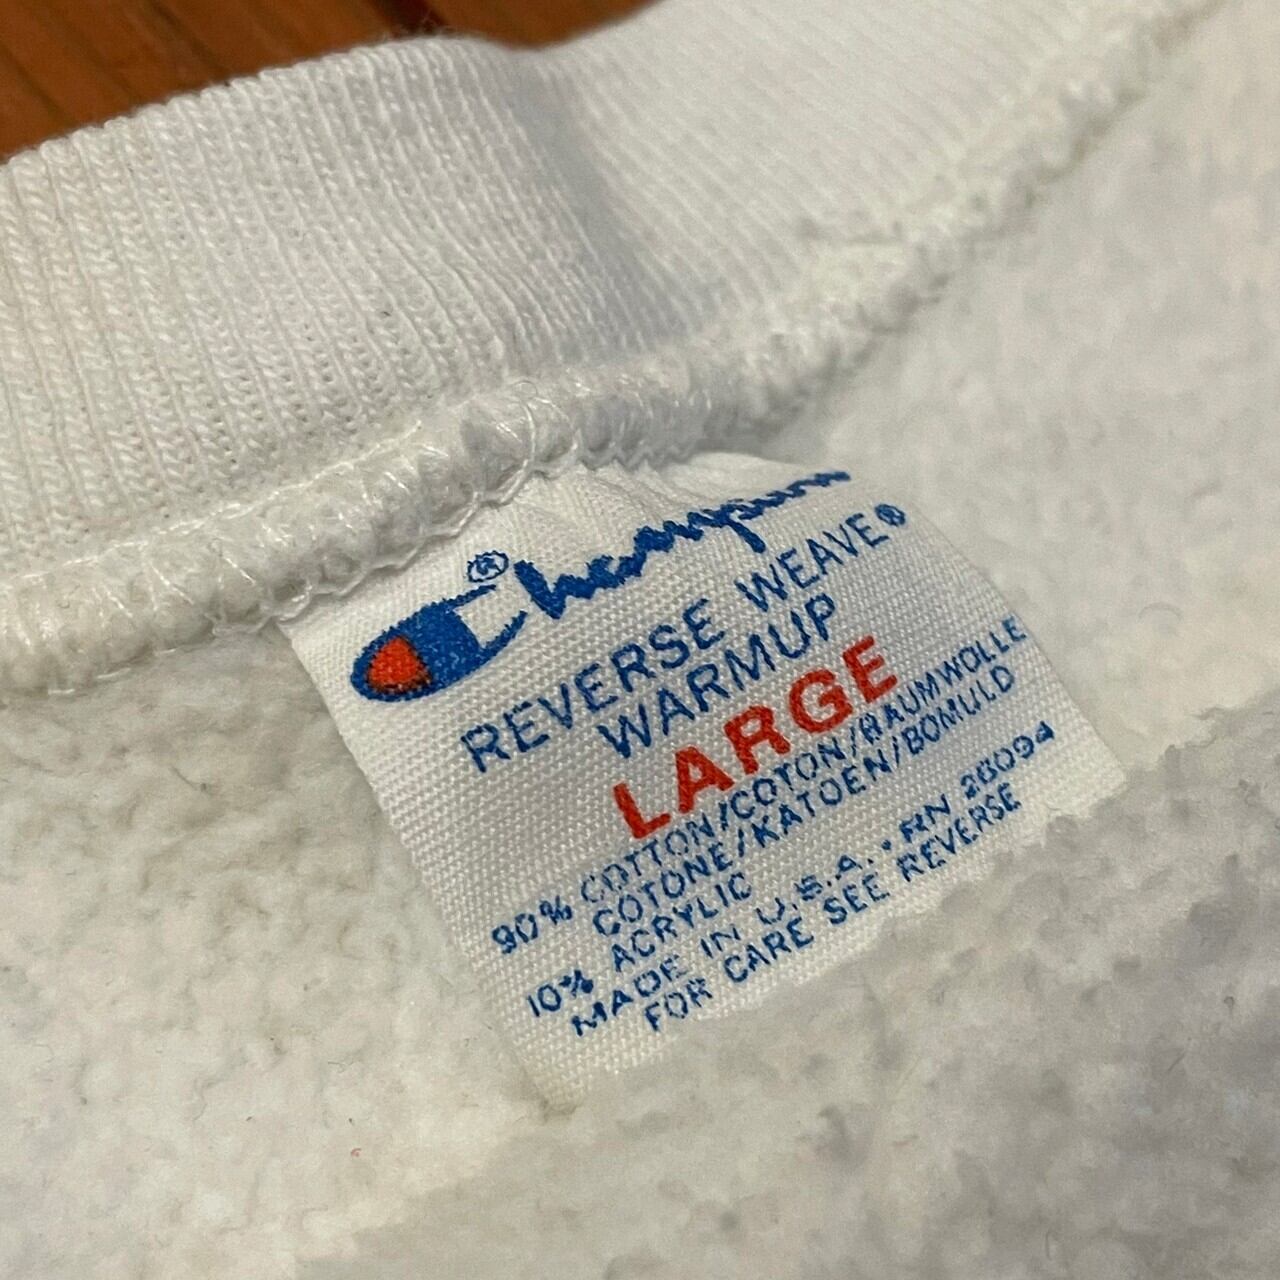 Champion®
REVERSE WEAVE®
WARMUP
LARGE
90% COTTON/COTON/BAUMWOLLE
COTONE/KATOEN/BOMULD
10% ACRYLIC
MADE IN U.S.A. • RN 26094
FOR CARE SEE REVERSE